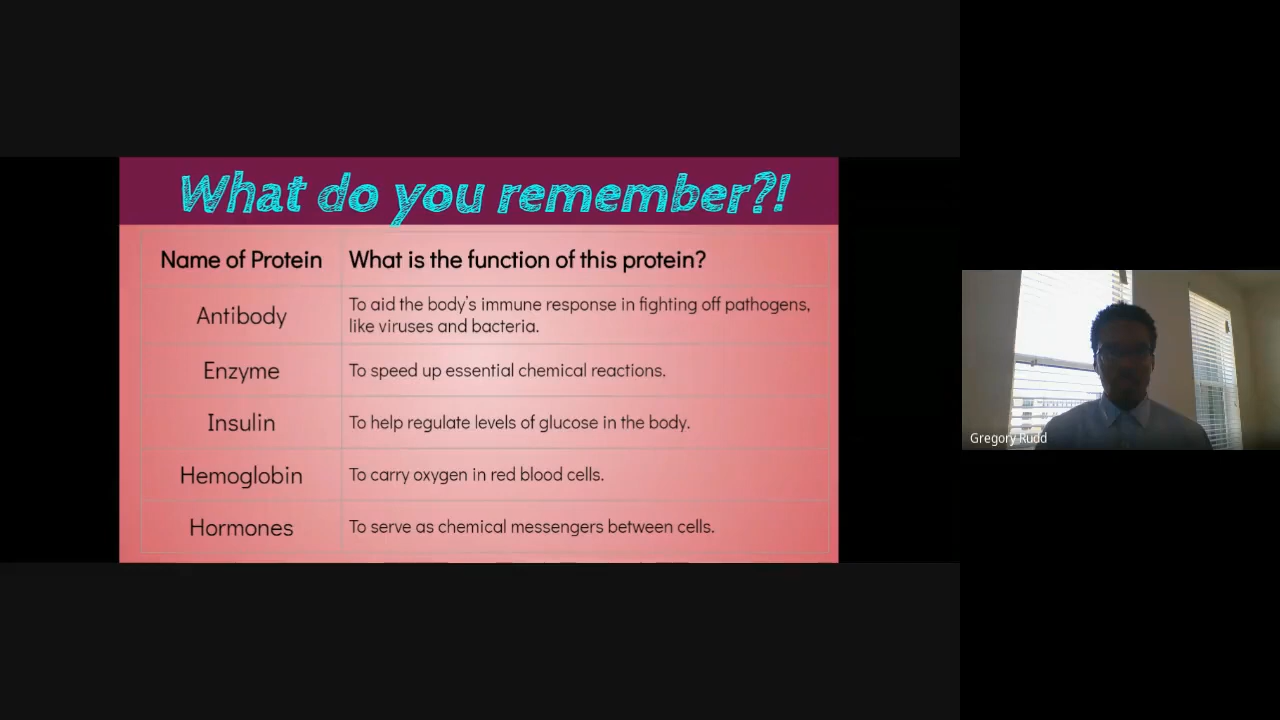 What do you remember?!
Name of Protein
What is the function of this protein?
Antibody
To aid the body's immune response in fighting off pathogens,
like viruses and bacteria.
Enzyme
To speed up essential chemical reactions.
Insulin
To help regulate levels of glucose in the body.
Hemoglobin
To carry oxygen in red blood cells.
Hormones
To serve as chemical messengers between cells.
Gregory Rudd